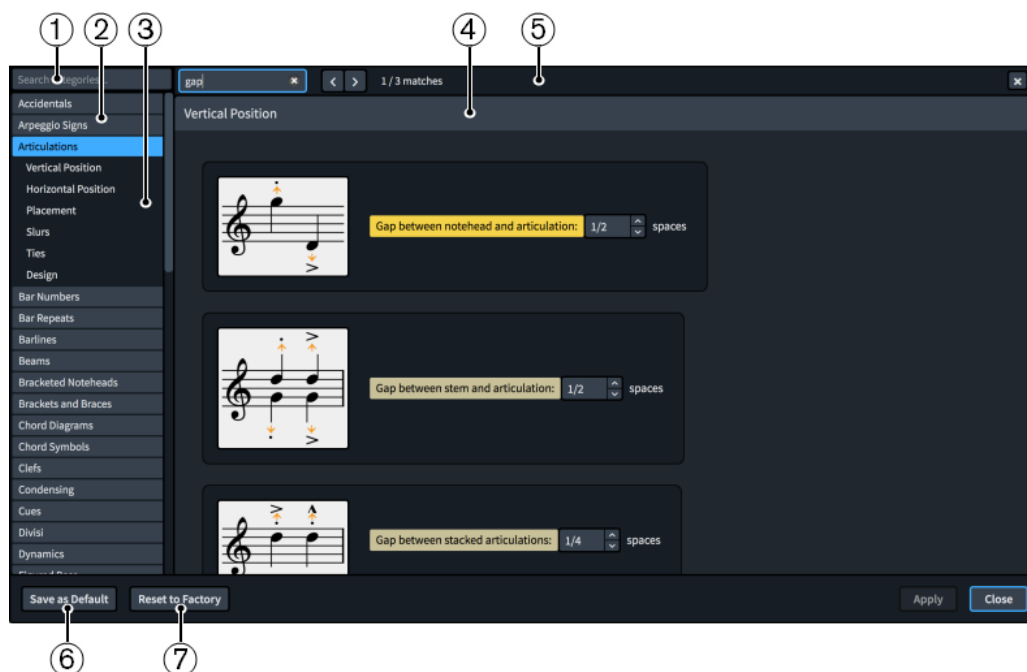 ① ② ③ ④ ⑤
Search categories...
gap
1 / 3 matches
Accidentals
Arpeggio Signs
Articulations
Vertical Position
Horizontal Position
Placement
Slurs
Ties
Design
Bar Numbers
Bar Repeats
Barlines
Beams
Bracketed Noteheads
Brackets and Braces
Chord Diagrams
Chord Symbols
Clefs
Condensing
Cues
Divisi
Dynamics
Vertical Position
Gap between notehead and articulation: 1/2 spaces
Gap between stem and articulation: 1/2 spaces
Gap between stacked articulations: 1/4 spaces
Save as Default
Reset to Factory
Apply
Close
⑥ ⑦